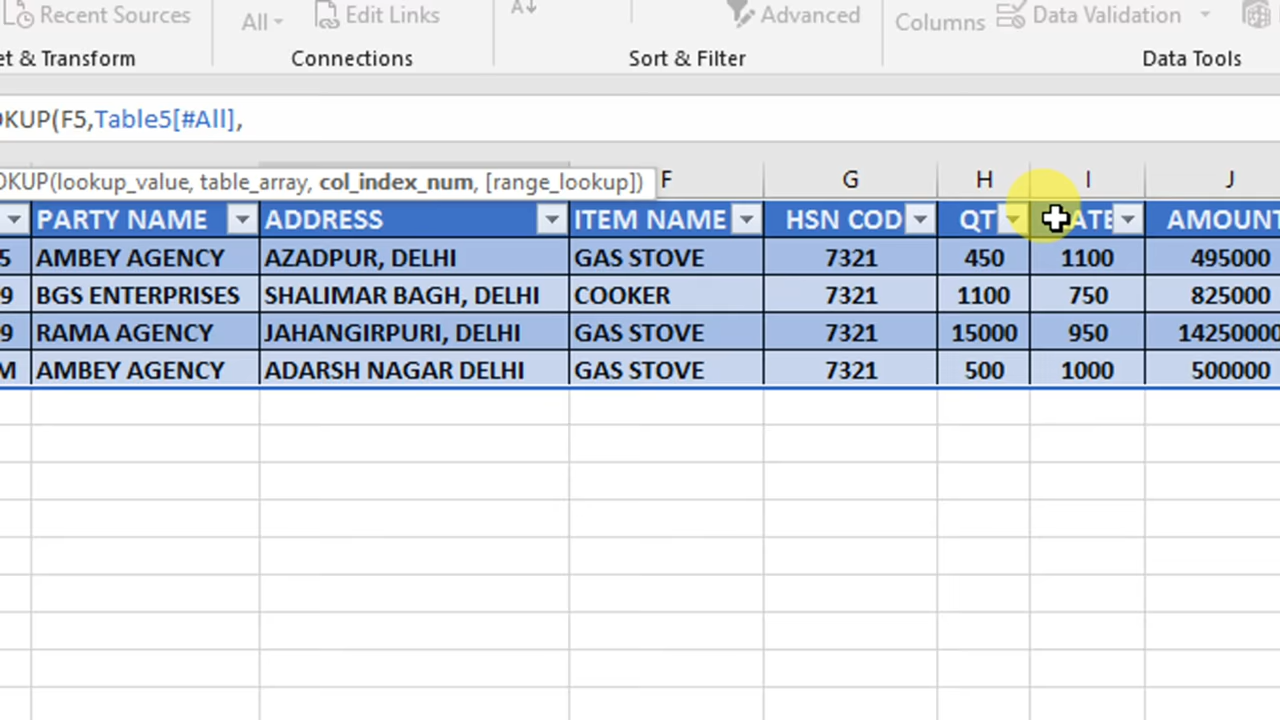 Recent Sources
All
Edit Links
Advanced
Columns
Data Validation
et & Transform
Connections
Sort & Filter
Data Tools
OKUP(F5,Table5[#All],
OKUP(lookup_value, table_array, col_index_num, [range_lookup])
F G H I J
PARTY NAME ADDRESS ITEM NAME HSN COD QT ATE AMOUNT
5 AMBEY AGENCY AZADPUR, DELHI GAS STOVE 7321 450 1100 495000
9 BGS ENTERPRISES SHALIMAR BAGH, DELHI COOKER 7321 1100 750 825000
9 RAMA AGENCY JAHANGIRPURI, DELHI GAS STOVE 7321 15000 950 14250000
M AMBEY AGENCY ADARSH NAGAR DELHI GAS STOVE 7321 500 1000 500000